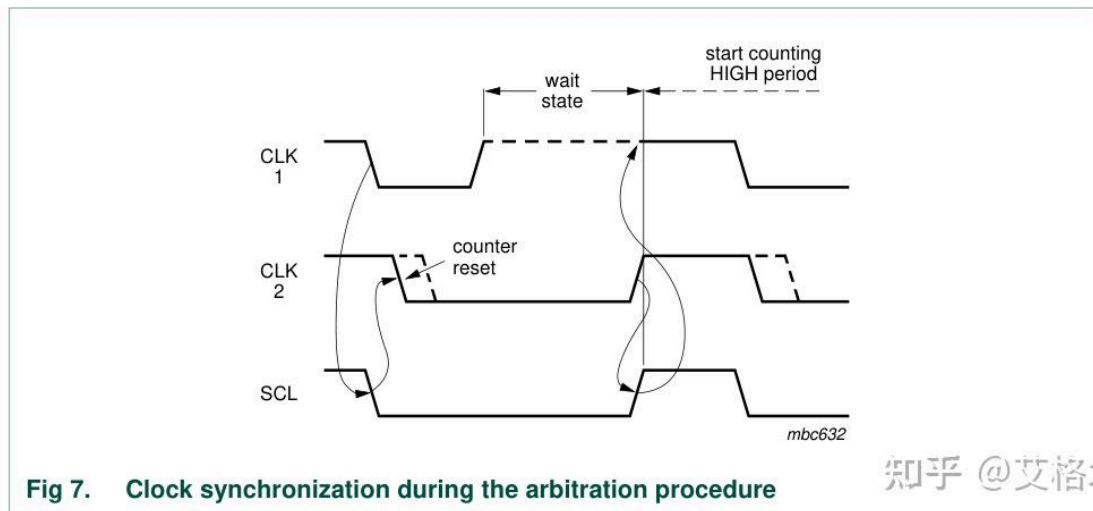 start counting
HIGH period
wait
state
CLK
1
counter
reset
CLK
2
SCL
mbc632
Fig 7. Clock synchronization during the arbitration procedure
知乎 @艾格